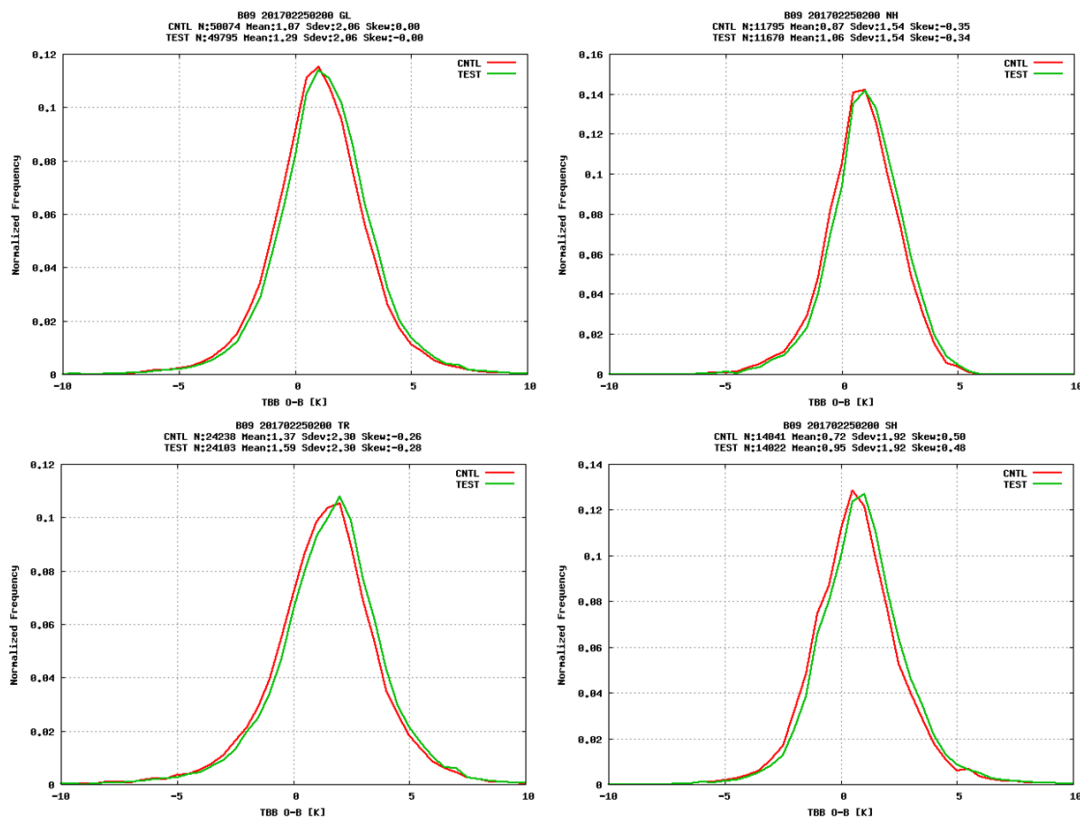 B09 201702250200 GL
CNTL N:50074 Mean:1.07 Sdev:2.06 Skew:0.00
TEST N:49795 Mean:1.29 Sdev:2.06 Skew:-0.00
CNTL
TEST
Normalized Frequency
0.12
0.1
0.08
0.06
0.04
0.02
0
-10
-5
0
5
10
TBB O-B [K]
B09 201702250200 NH
CNTL N:11795 Mean:0.87 Sdev:1.54 Skew:-0.35
TEST N:11670 Mean:1.06 Sdev:1.54 Skew:-0.34
CNTL
TEST
Normalized Frequency
0.16
0.14
0.12
0.1
0.08
0.06
0.04
0.02
0
-10
-5
0
5
10
TBB O-B [K]
B09 201702250200 TR
CNTL N:24238 Mean:1.37 Sdev:2.30 Skew:-0.26
TEST N:24103 Mean:1.59 Sdev:2.30 Skew:-0.28
CNTL
TEST
Normalized Frequency
0.12
0.1
0.08
0.06
0.04
0.02
0
-10
-5
0
5
10
TBB O-B [K]
B09 201702250200 SH
CNTL N:14041 Mean:0.72 Sdev:1.92 Skew:0.50
TEST N:14022 Mean:0.95 Sdev:1.92 Skew:0.48
CNTL
TEST
Normalized Frequency
0.14
0.12
0.1
0.08
0.06
0.04
0.02
0
-10
-5
0
5
10
TBB O-B [K]